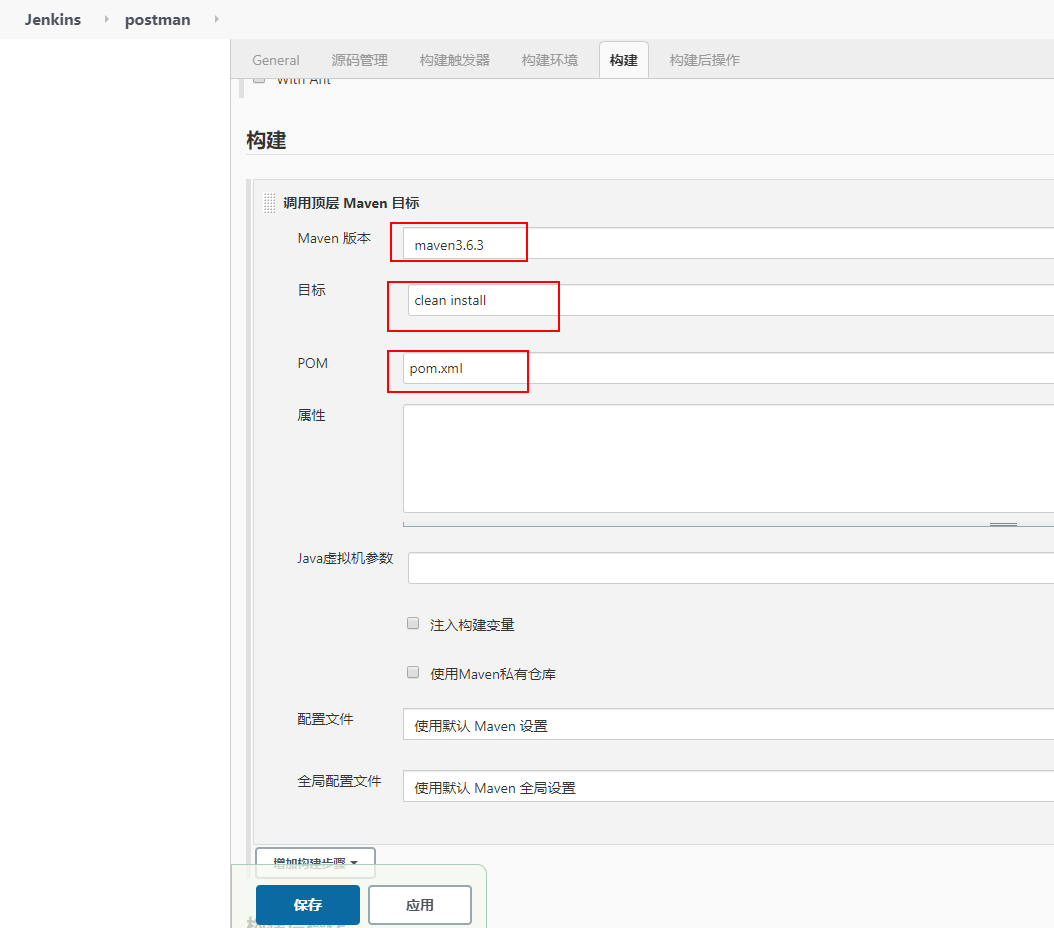 Jenkins postman
General 源码管理 构建触发器 构建环境 构建 构建后操作
With Ant
构建
调用顶层 Maven 目标
Maven 版本 maven3.6.3
目标 clean install
POM pom.xml
属性
Java虚拟机参数
注入构建变量
使用Maven私有仓库
配置文件 使用默认 Maven 设置
全局配置文件 使用默认 Maven 全局设置
增加构建步骤
保存 应用